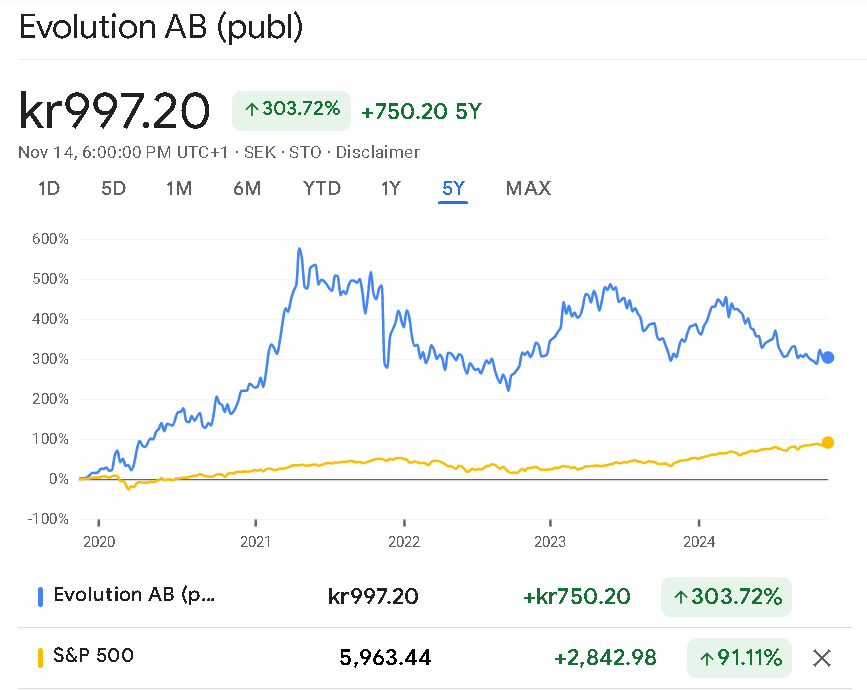 Evolution AB (publ)
kr997.20 ↑303.72% +750.20 5Y
Nov 14, 6:00:00 PM UTC+1 · SEK · STO · Disclaimer
1D 5D 1M 6M YTD 1Y 5Y MAX
600%
500%
400%
300%
200%
100%
0%
-100%
2020 2021 2022 2023 2024
Evolution AB (p... kr997.20 +kr750.20 ↑303.72%
S&P 500 5,963.44 +2,842.98 ↑91.11%